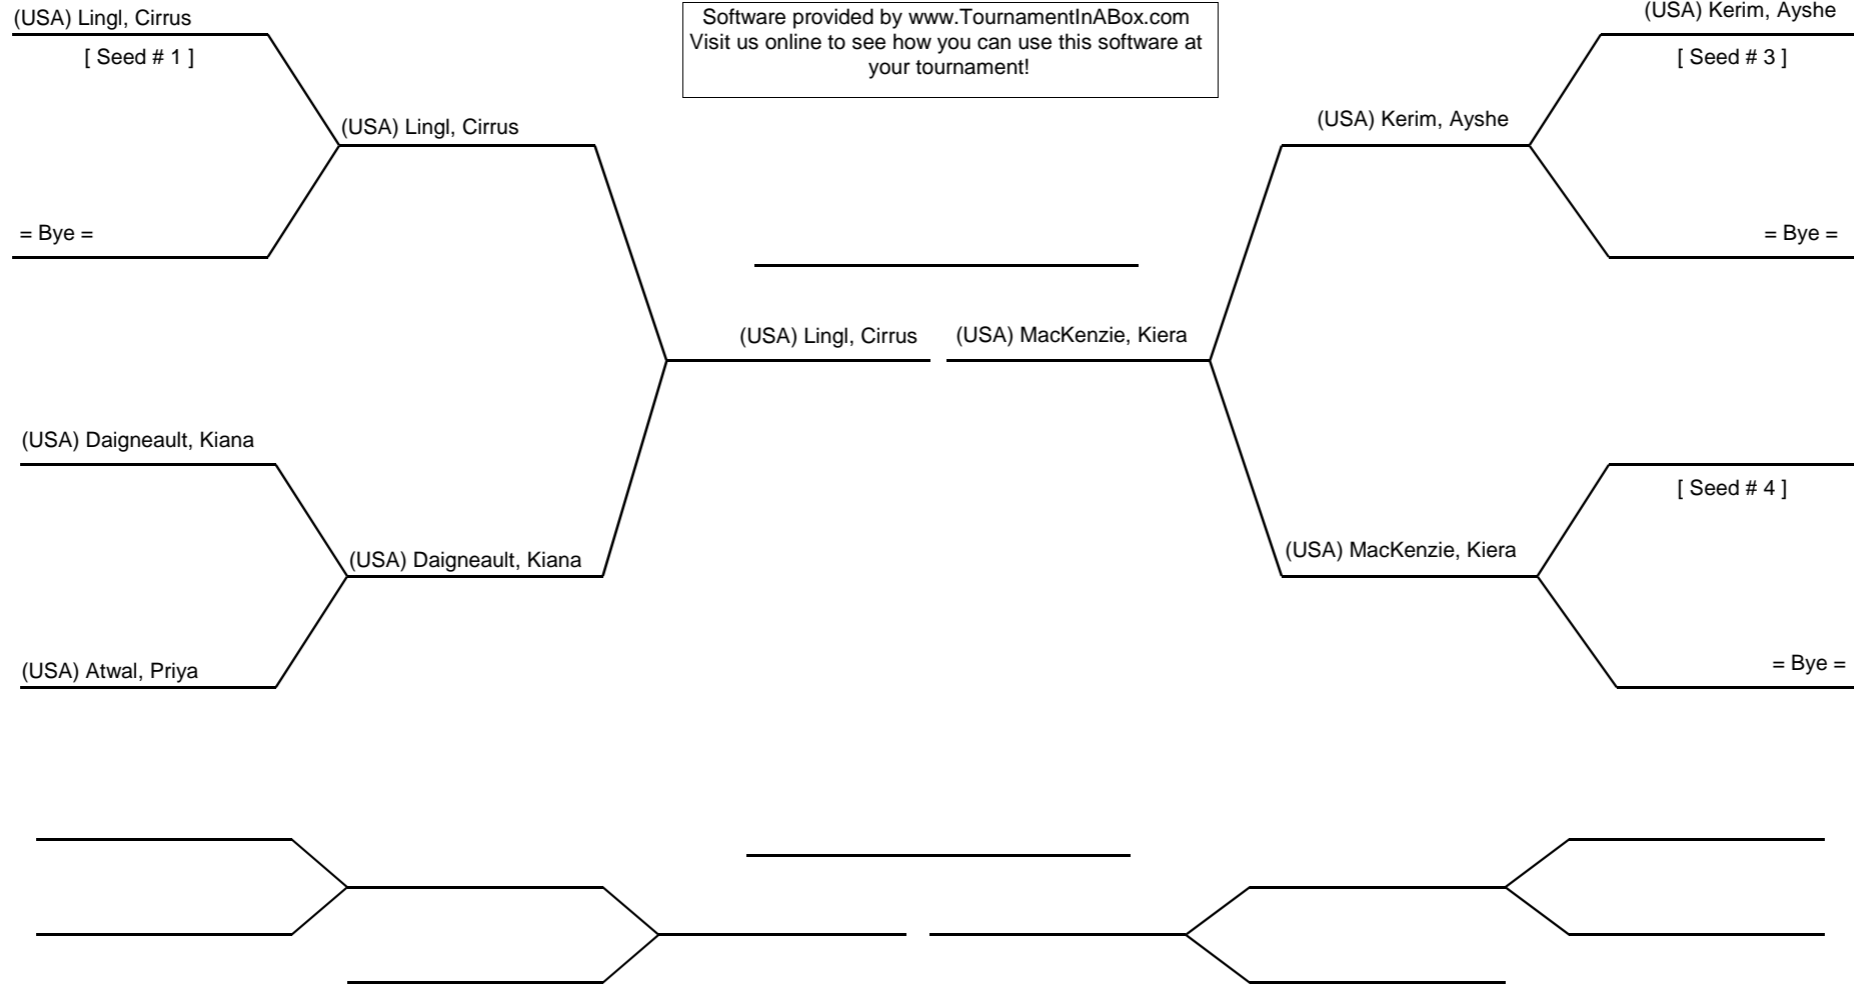 (USA) Lingl, Cirrus
[ Seed # 1 ]
Software provided by www.TournamentInABox.com
Visit us online to see how you can use this software at
your tournament!
(USA) Kerim, Ayshe
[ Seed # 3 ]
(USA) Lingl, Cirrus
(USA) Kerim, Ayshe
= Bye =
= Bye =
(USA) Lingl, Cirrus
(USA) MacKenzie, Kiera
(USA) Daigneault, Kiana
[ Seed # 4 ]
(USA) Daigneault, Kiana
(USA) MacKenzie, Kiera
(USA) Atwal, Priya
= Bye =